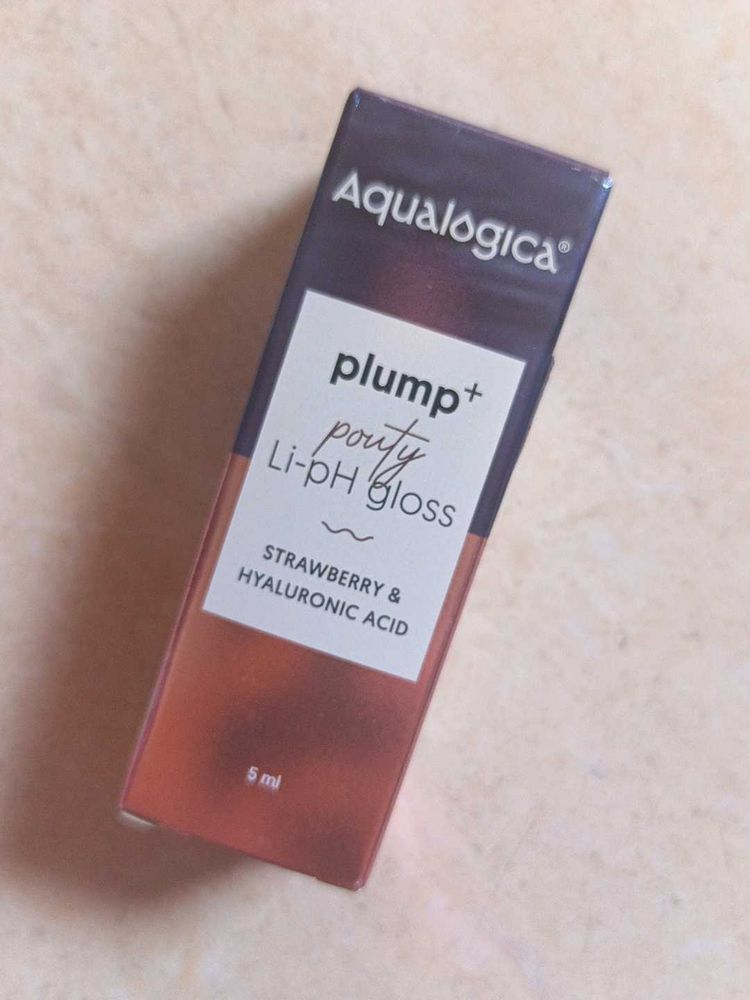 Aqualogica®
plump+
pouty
Li-pH gloss
STRAWBERRY &
HYALURONIC ACID
5 ml